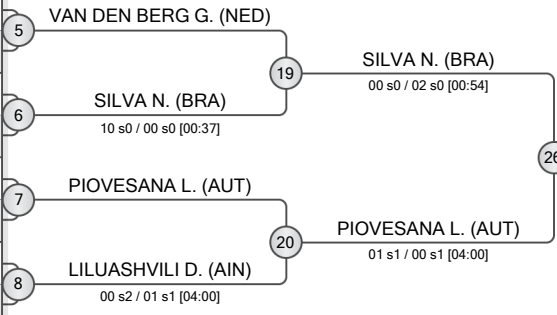 VAN DEN BERG G. (NED)
5
19
SILVA N. (BRA)
00 s0 / 02 s0 [00:54]
SILVA N. (BRA)
6
10 s0 / 00 s0 [00:37]
26
PIOVESANA L. (AUT)
7
20
PIOVESANA L. (AUT)
01 s1 / 00 s1 [04:00]
LILUASHVILI D. (AIN)
8
00 s2 / 01 s1 [04:00]